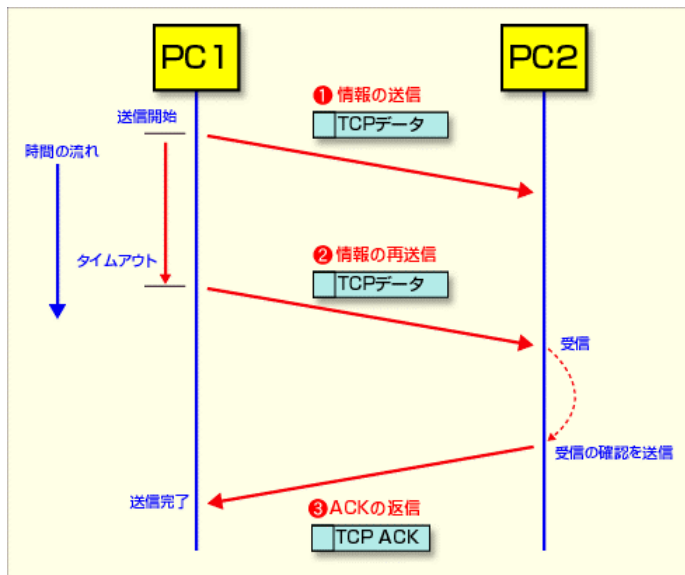 PC1
PC2
❶ 情報の送信
送信開始
TCPデータ
時間の流れ
❷ 情報の再送信
タイムアウト
TCPデータ
受信
受信の確認を送信
送信完了
❸ACKの返信
TCP ACK